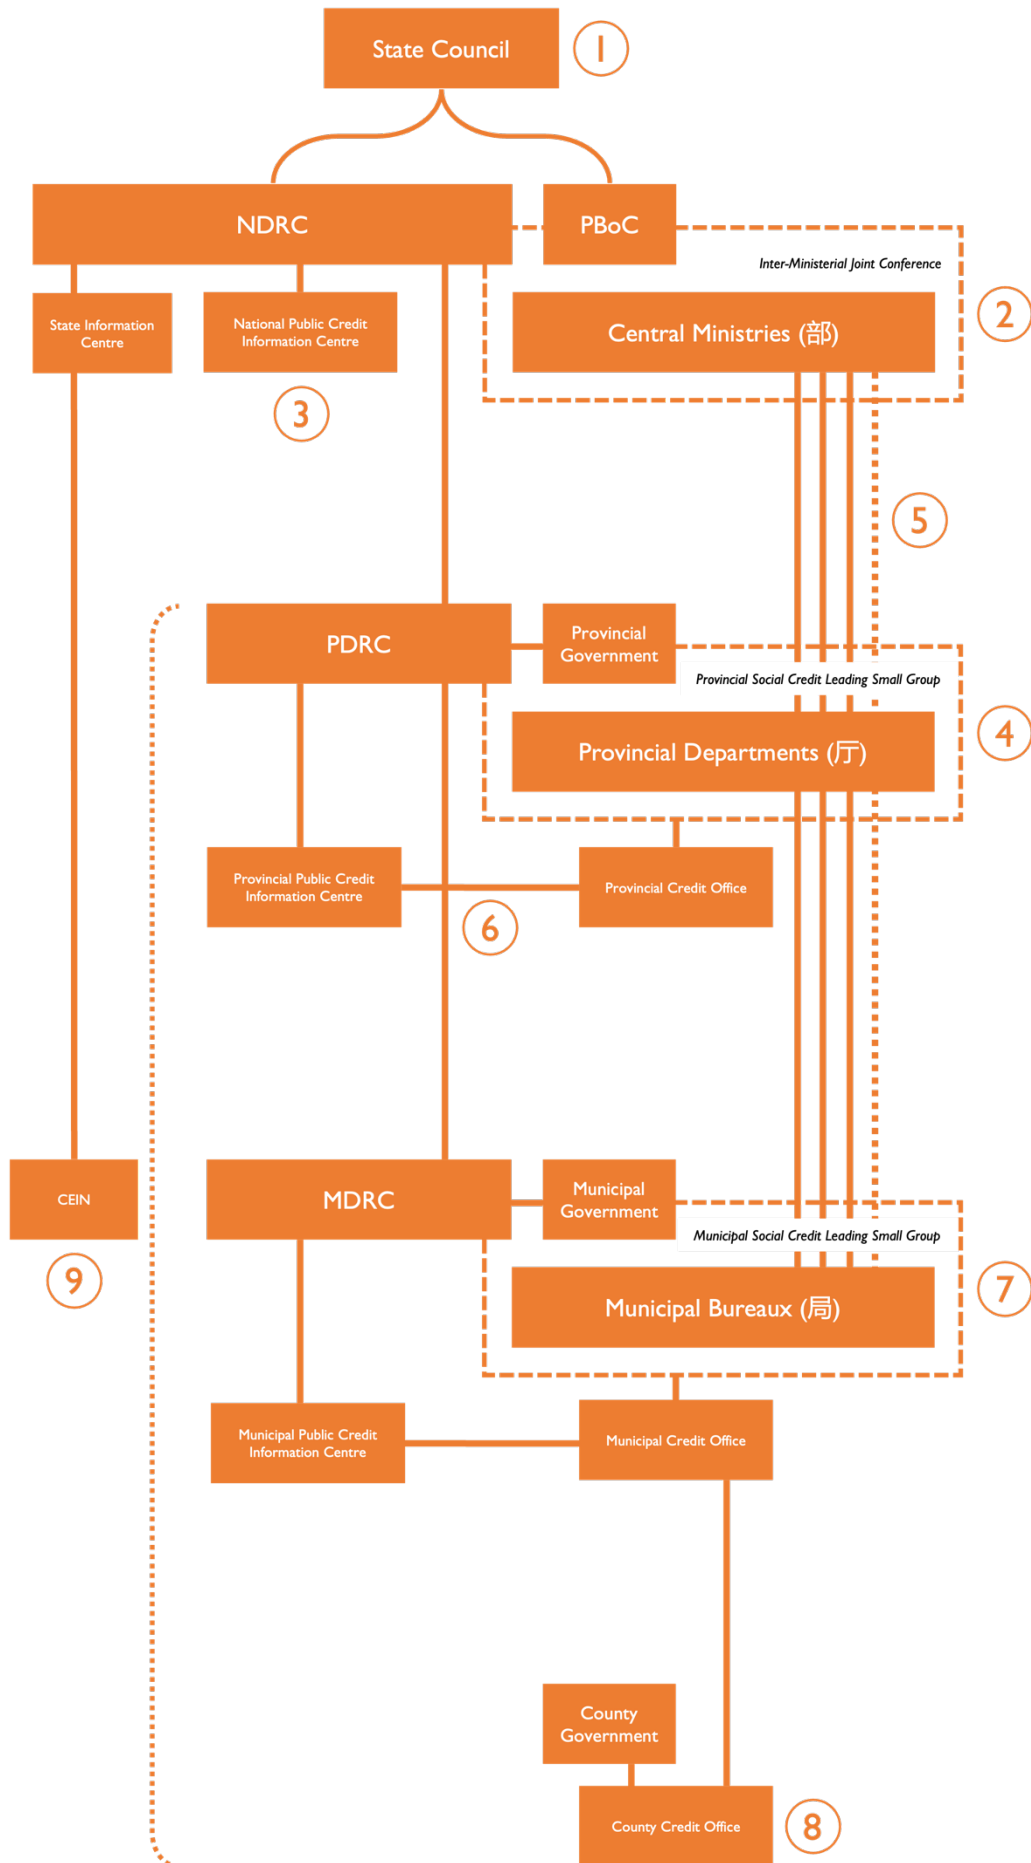 State Council
1
NDRC
PBoC
Inter-Ministerial Joint Conference
2
State Information
Centre
National Public Credit
Information Centre
Central Ministries (部)
3
5
PDRC
Provincial
Government
Provincial Social Credit Leading Small Group
4
Provincial Departments (厅)
Provincial Public Credit
Information Centre
Provincial Credit Office
6
CEIN
MDRC
Municipal
Government
Municipal Social Credit Leading Small Group
9
7
Municipal Bureaux (局)
Municipal Public Credit
Information Centre
Municipal Credit Office
County
Government
County Credit Office
8